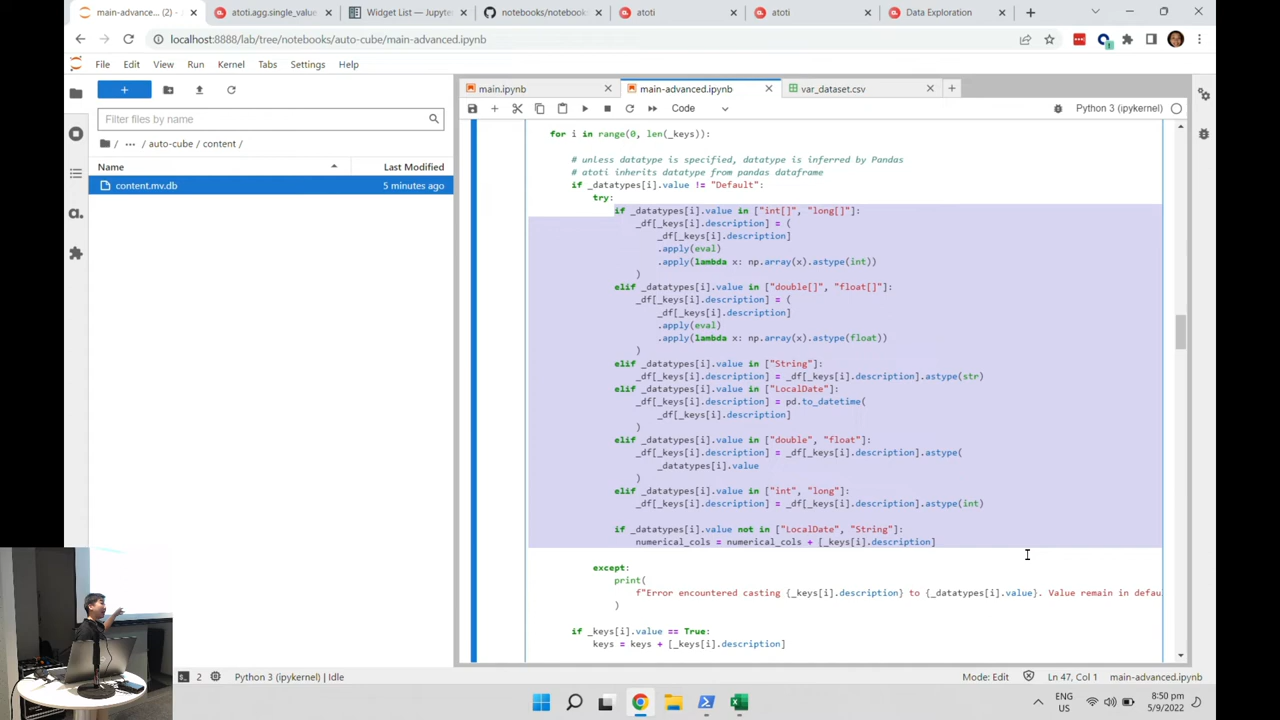 main-advanced... (2) - J
atoti.agg.single_value
Widget List — Jupyte
notebooks/notebook
atoti
atoti
Data Exploration
localhost:8888/lab/tree/notebooks/auto-cube/main-advanced.ipynb
File Edit View Run Kernel Tabs Settings Help
main.ipynb
main-advanced.ipynb
var_dataset.csv
Code
Python 3 (ipykernel)
Filter files by name
/ ... / auto-cube / content /
Name Last Modified
content.mv.db 5 minutes ago
for i in range(0, len(_keys)):
# unless datatype is specified, datatype is inferred by Pandas
# atoti inherits datatype from pandas dataframe
if _datatypes[i].value != "Default":
try:
if _datatypes[i].value in ["int[]", "long[]"]:
_df[_keys[i].description] = (
_df[_keys[i].description]
.apply(eval)
.apply(lambda x: np.array(x).astype(int))
)
elif _datatypes[i].value in ["double[]", "float[]"]:
_df[_keys[i].description] = (
_df[_keys[i].description]
.apply(eval)
.apply(lambda x: np.array(x).astype(float))
)
elif _datatypes[i].value in ["String"]:
_df[_keys[i].description] = _df[_keys[i].description].astype(str)
elif _datatypes[i].value in ["LocalDate"]:
_df[_keys[i].description] = pd.to_datetime(
_df[_keys[i].description]
)
elif _datatypes[i].value in ["double", "float"]:
_df[_keys[i].description] = _df[_keys[i].description].astype(
_datatypes[i].value
)
elif _datatypes[i].value in ["int", "long"]:
_df[_keys[i].description] = _df[_keys[i].description].astype(int)
if _datatypes[i].value not in ["LocalDate", "String"]:
numerical_cols = numerical_cols + [_keys[i].description]
except:
print(
f"Error encountered casting {_keys[i].description} to {_datatypes[i].value}. Value remain in defau
)
if _keys[i].value == True:
keys = keys + [_keys[i].description]
2
Python 3 (ipykernel) | Idle
Mode: Edit
Ln 47, Col 1
main-advanced.ipynb
ENG
US
8:50 pm
5/9/2022